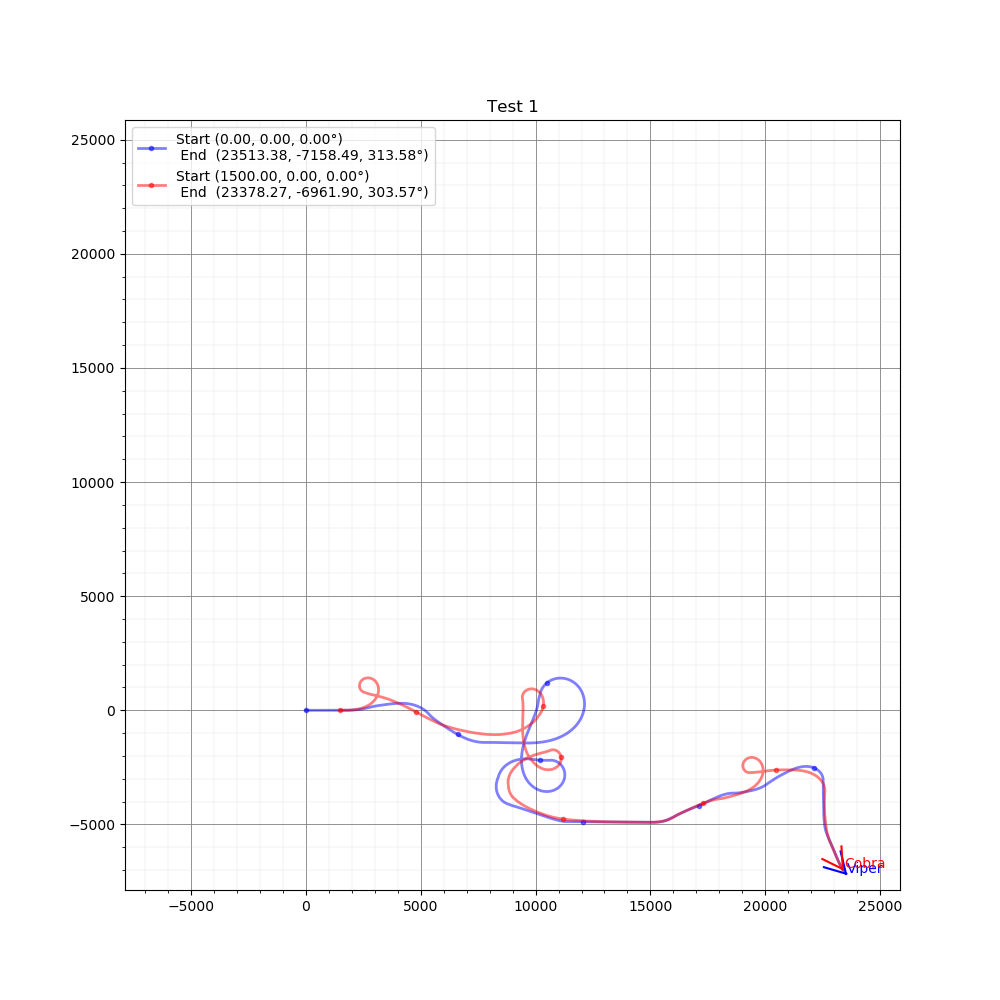 Test 1
Start (0.00, 0.00, 0.00°)
End (23513.38, -7158.49, 313.58°)
Start (1500.00, 0.00, 0.00°)
End (23378.27, -6961.90, 303.57°)
25000
20000
15000
10000
5000
0
−5000
Cobra
Viper
−5000
0
5000
10000
15000
20000
25000